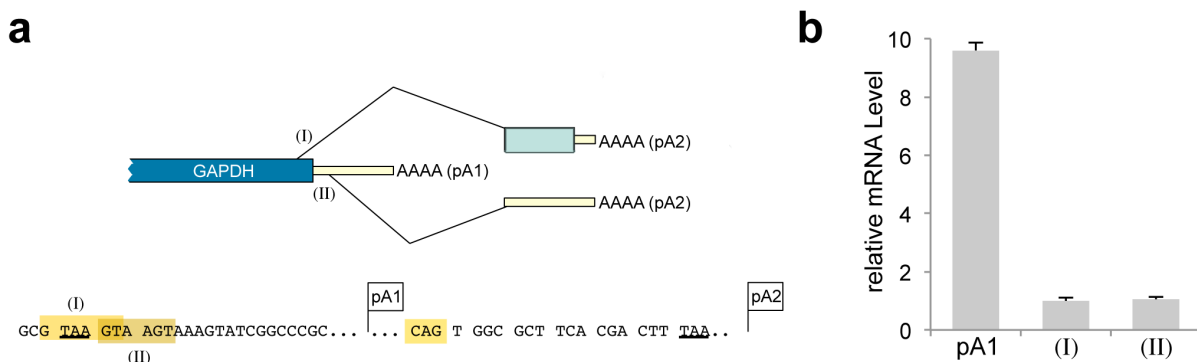 a
(I)
AAAA (pA2)
GAPDH
AAAA (pA1)
(II)
AAAA (pA2)
(I)
pA1
pA2
GCG TAA GTA AGTAAAGTATCGGCCCGC... .... CAG T GGC GCT TCA CGA CTT TAA..
(II)
b
relative mRNA Level
10
8
6
4
2
0
pA1 (I) (II)